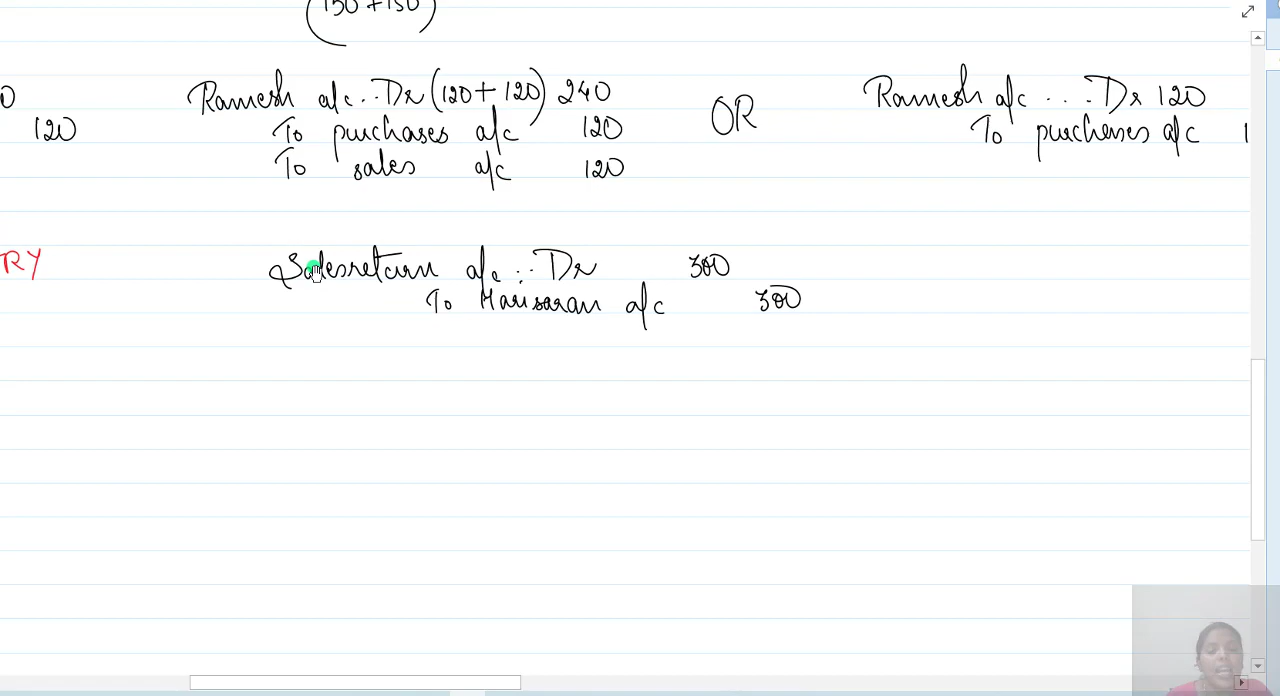 (150 + 150)
0
120
Ramesh a/c ... Dr (120 + 120) 240
To purchases a/c 120
To sales a/c 120
OR
Ramesh a/c ... Dr 120
To purchases a/c 1
RY
Salesreturn a/c ... Dr 300
To Harisaran a/c 300